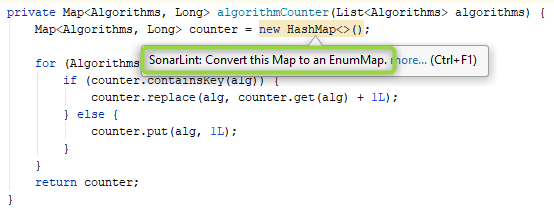 private Map<Algorithms, Long> algorithmCounter(List<Algorithms> algorithms) {
Map<Algorithms, Long> counter = new HashMap<>();
for (Algorithms
SonarLint: Convert this Map to an EnumMap. more... (Ctrl+F1)
if (counter.containsKey(alg)) {
counter.replace(alg, counter.get(alg) + 1L);
} else {
counter.put(alg, 1L);
}
}
return counter;
}